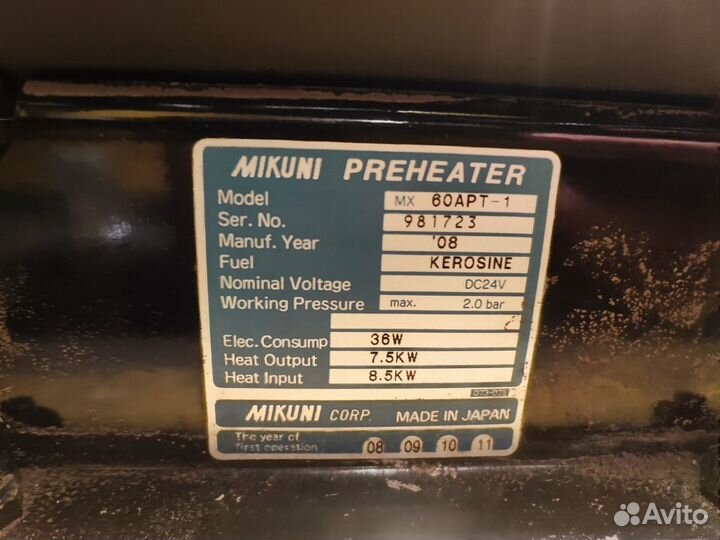 MIKUNI PREHEATER
Model MX 60APT-1
Ser. No. 981723
Manuf. Year '08
Fuel KEROSINE
Nominal Voltage DC24V
Working Pressure max. 2.0 bar
Elec. Consump 36W
Heat Output 7.5KW
Heat Input 8.5KW
073-075
MIKUNI CORP. MADE IN JAPAN
The year of
first operation 08 09 10 11
Avito